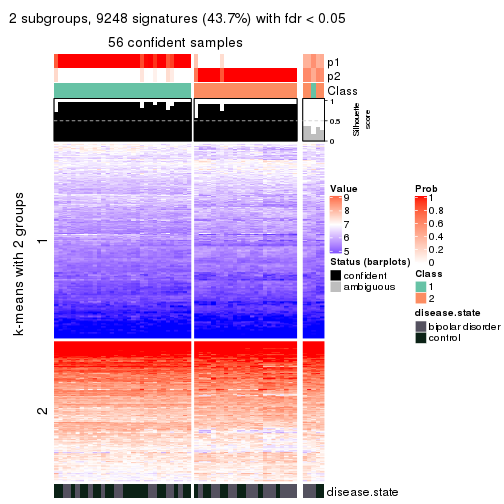 2 subgroups, 9248 signatures (43.7%) with fdr < 0.05
56 confident samples
p1
p2
Class
1
0.5
0
Silhouette
score
k-means with 2 groups
1
2
disease.state
Value
9
8
7
6
5
Status (barplots)
confident
ambiguous
Prob
1
0.8
0.6
0.4
0.2
0
Class
1
2
disease.state
bipolar disorder
control